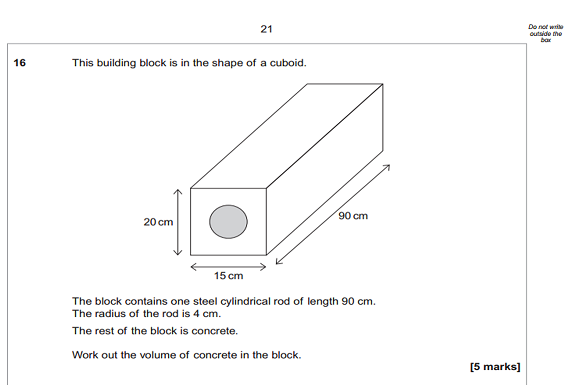 21
Do not write
outside the
box
16 This building block is in the shape of a cuboid.
20 cm
90 cm
15 cm
The block contains one steel cylindrical rod of length 90 cm.
The radius of the rod is 4 cm.
The rest of the block is concrete.
Work out the volume of concrete in the block.
[5 marks]